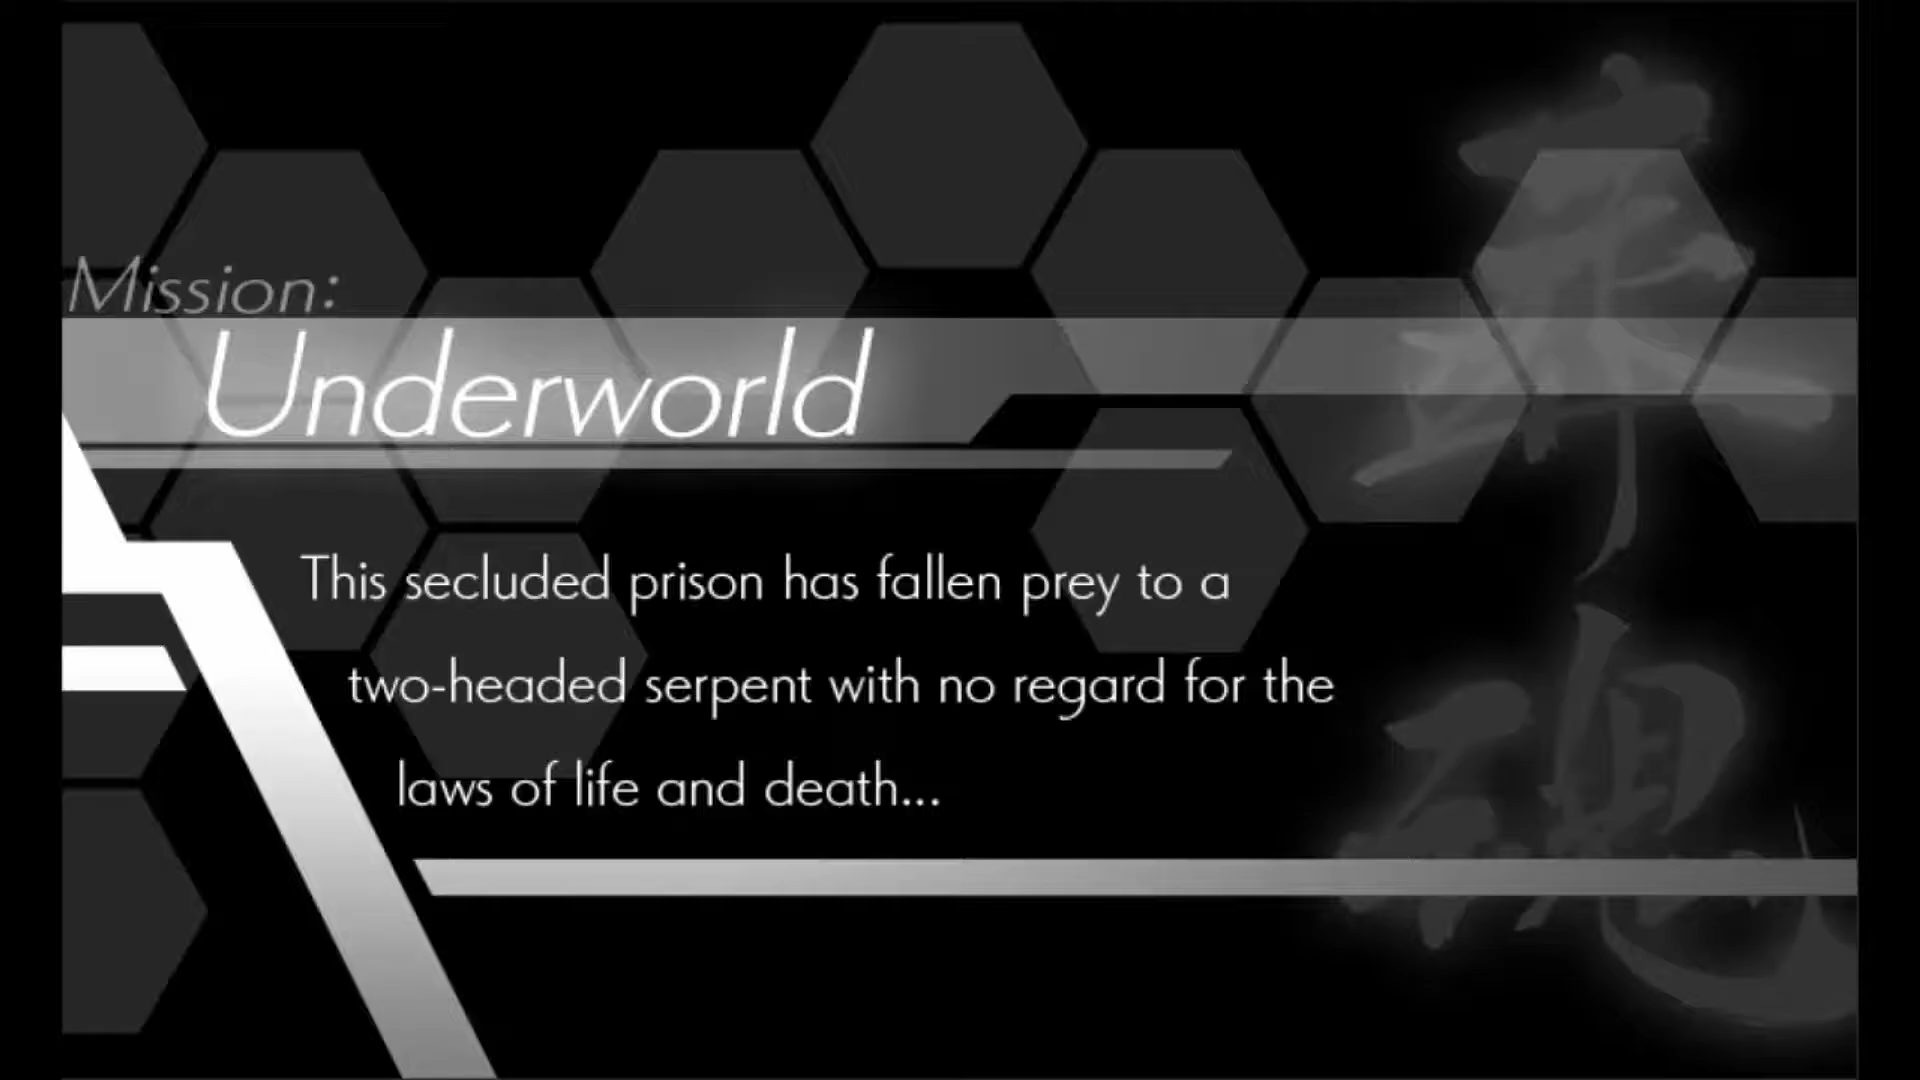 Mission:
Underworld
This secluded prison has fallen prey to a
two-headed serpent with no regard for the
laws of life and death...